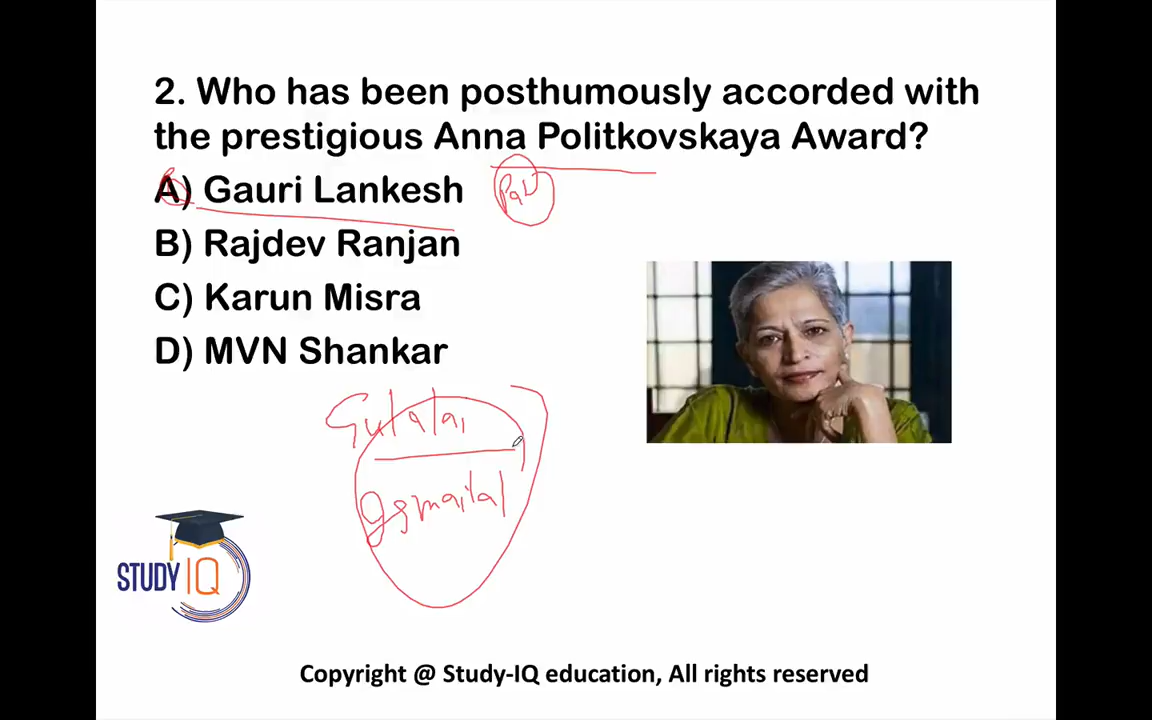 2. Who has been posthumously accorded with
the prestigious Anna Politkovskaya Award?
A) Gauri Lankesh
B) Rajdev Ranjan
C) Karun Misra
D) MVN Shankar
Gulalai
STUDY IQ
Copyright @ Study-IQ education, All rights reserved